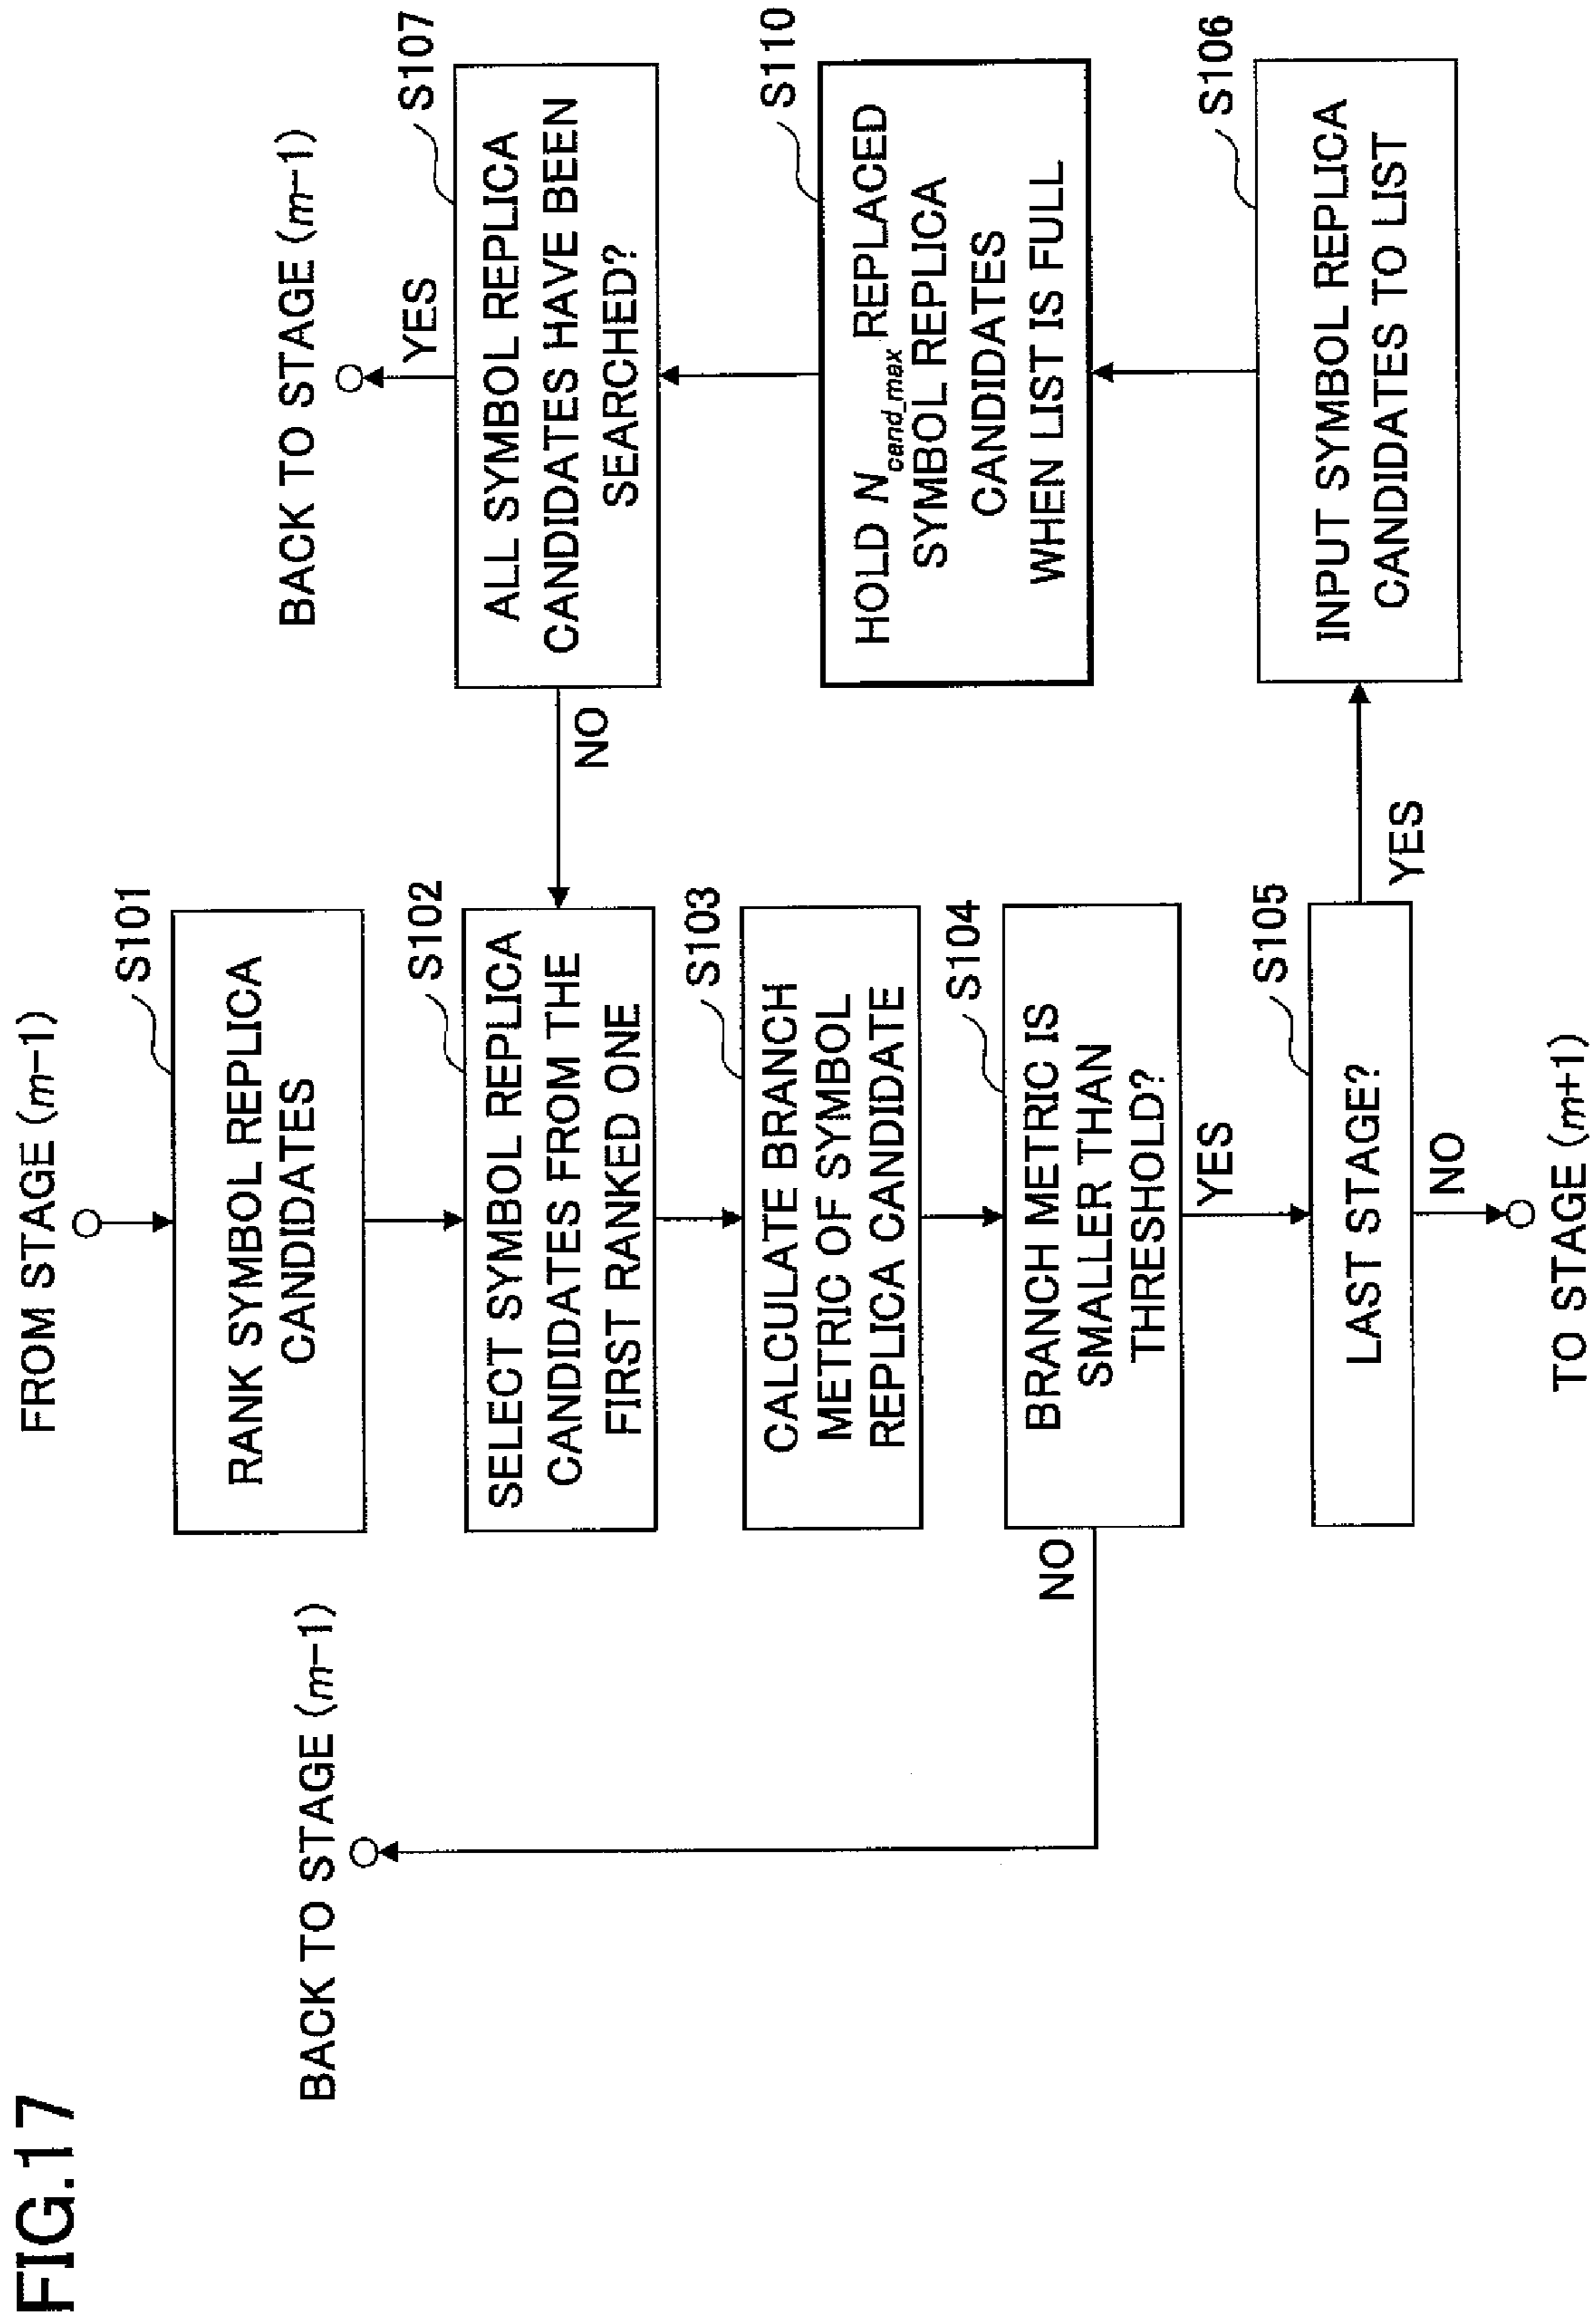 FIG.17
FROM STAGE (m−1)
S101
RANK SYMBOL REPLICA
CANDIDATES
S102
SELECT SYMBOL REPLICA
CANDIDATES FROM THE
FIRST RANKED ONE
S103
CALCULATE BRANCH
METRIC OF SYMBOL
REPLICA CANDIDATE
S104
BRANCH METRIC IS
SMALLER THAN
THRESHOLD?
NO
BACK TO STAGE (m−1)
YES
S105
LAST STAGE?
NO
TO STAGE (m+1)
YES
S106
INPUT SYMBOL REPLICA
CANDIDATES TO LIST
S110
HOLD Ncand_max REPLACED
SYMBOL REPLICA
CANDIDATES
WHEN LIST IS FULL
S107
ALL SYMBOL REPLICA
CANDIDATES HAVE BEEN
SEARCHED?
NO
YES
BACK TO STAGE (m−1)